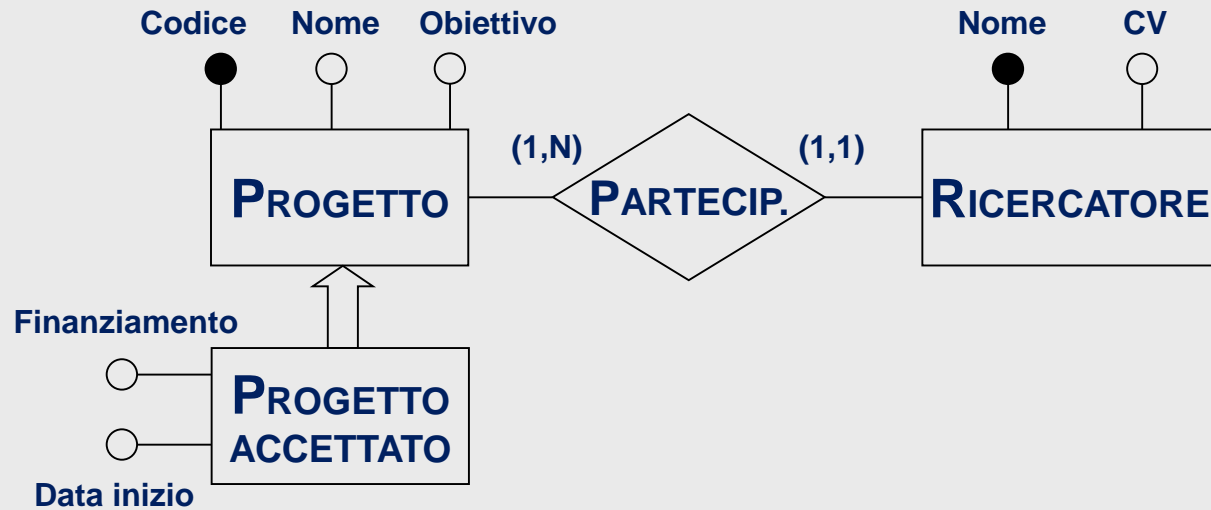 Codice Nome Obiettivo Nome CV
(1,N) (1,1)
PROGETTO PARTECIP. RICERCATORE
Finanziamento
PROGETTO
ACCETTATO
Data inizio